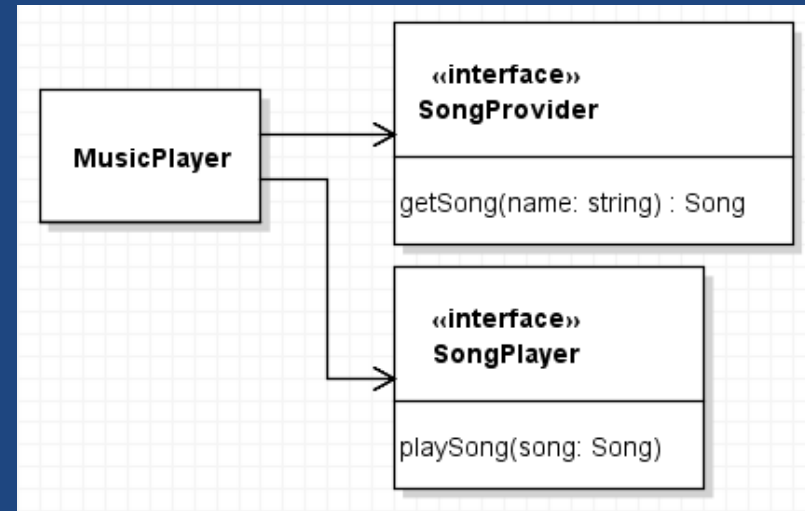 MusicPlayer
«interface»
SongProvider
getSong(name: string) : Song
«interface»
SongPlayer
playSong(song: Song)